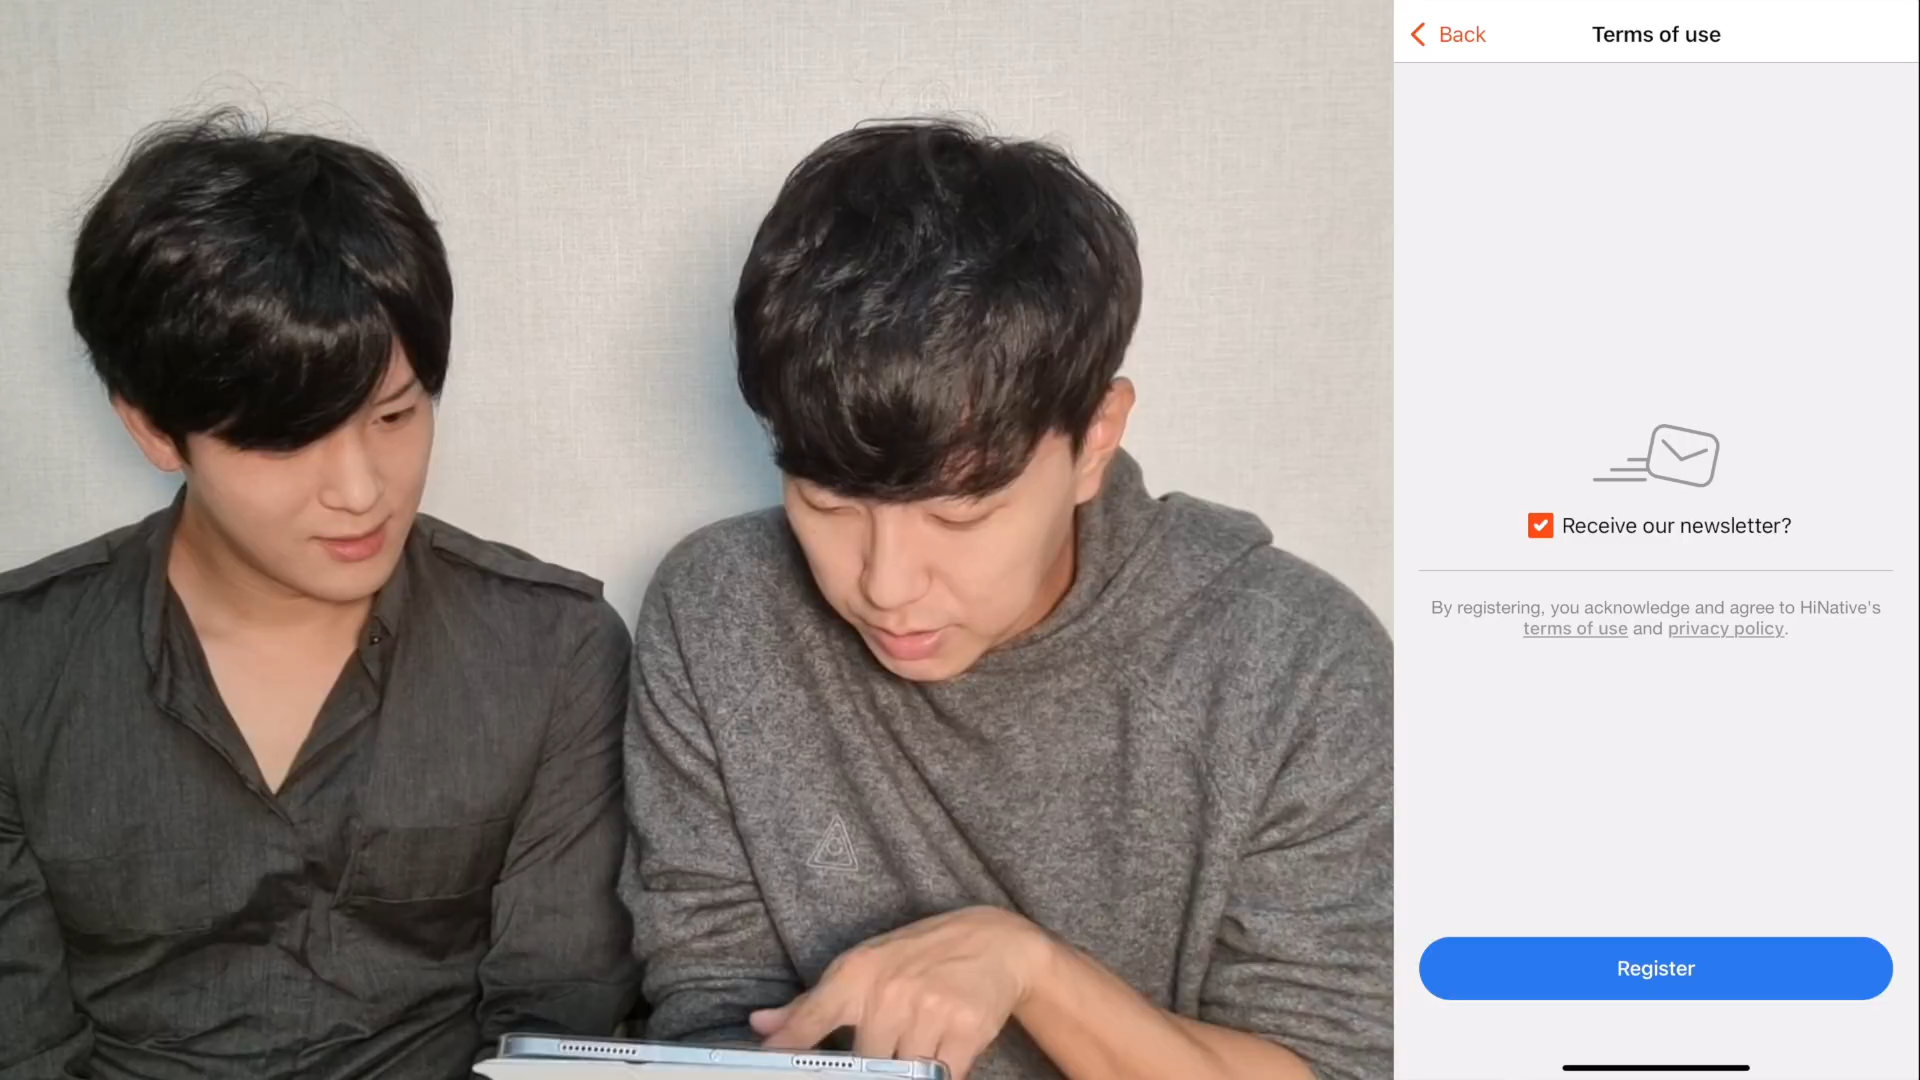 Back
Terms of use
Receive our newsletter?
By registering, you acknowledge and agree to HiNative's
terms of use and privacy policy.
Register